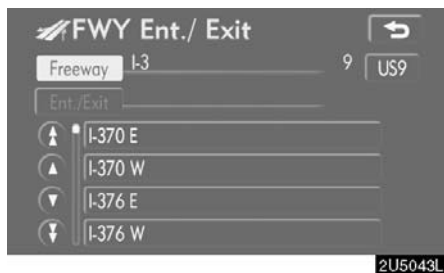 FWY Ent./ Exit
Freeway I-3 9 US9
Ent./Exit
I-370 E
I-370 W
I-376 E
I-376 W
2U5043L